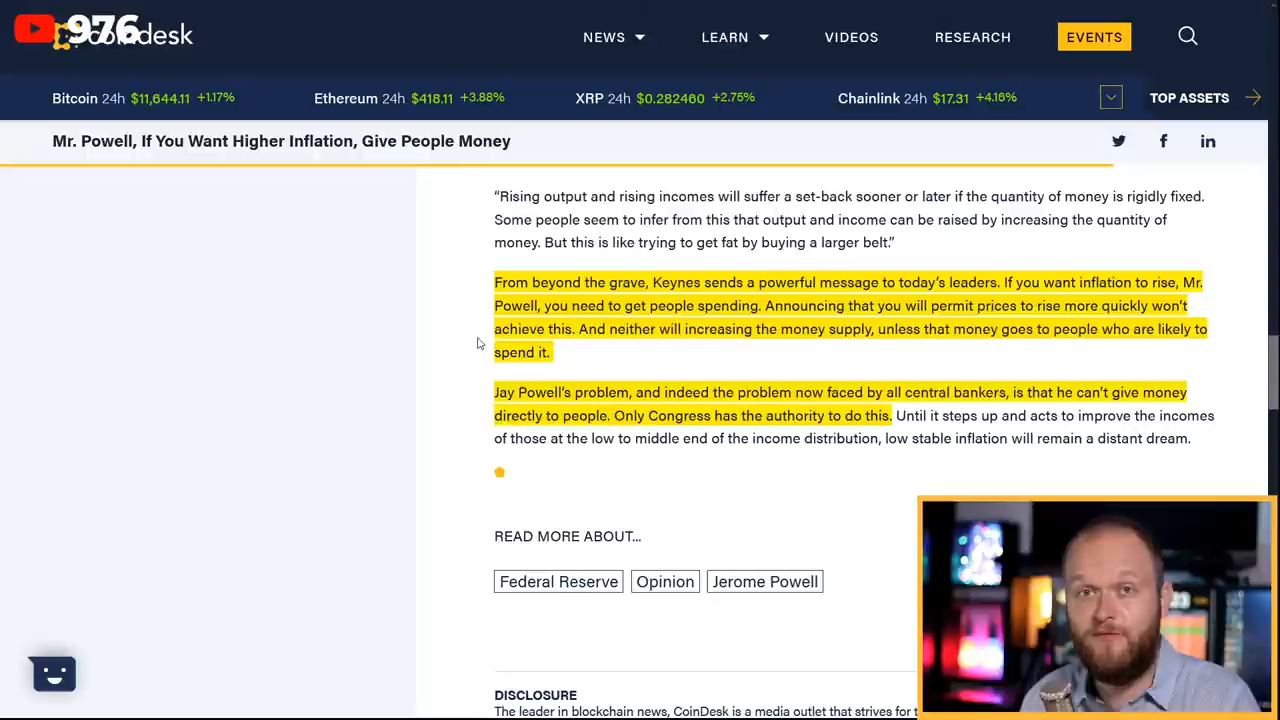 976
coindesk
NEWS
LEARN
VIDEOS
RESEARCH
EVENTS
Bitcoin 24h $11,644.11 +1.17%
Ethereum 24h $418.11 +3.88%
XRP 24h $0.282460 +2.75%
Chainlink 24h $17.31 +4.16%
TOP ASSETS
Mr. Powell, If You Want Higher Inflation, Give People Money
“Rising output and rising incomes will suffer a set-back sooner or later if the quantity of money is rigidly fixed.
Some people seem to infer from this that output and income can be raised by increasing the quantity of
money. But this is like trying to get fat by buying a larger belt.”
From beyond the grave, Keynes sends a powerful message to today’s leaders. If you want inflation to rise, Mr.
Powell, you need to get people spending. Announcing that you will permit prices to rise more quickly won’t
achieve this. And neither will increasing the money supply, unless that money goes to people who are likely to
spend it.
Jay Powell’s problem, and indeed the problem now faced by all central bankers, is that he can’t give money
directly to people. Only Congress has the authority to do this. Until it steps up and acts to improve the incomes
of those at the low to middle end of the income distribution, low stable inflation will remain a distant dream.
READ MORE ABOUT...
Federal Reserve
Opinion
Jerome Powell
DISCLOSURE
The leader in blockchain news, CoinDesk is a media outlet that strives for t